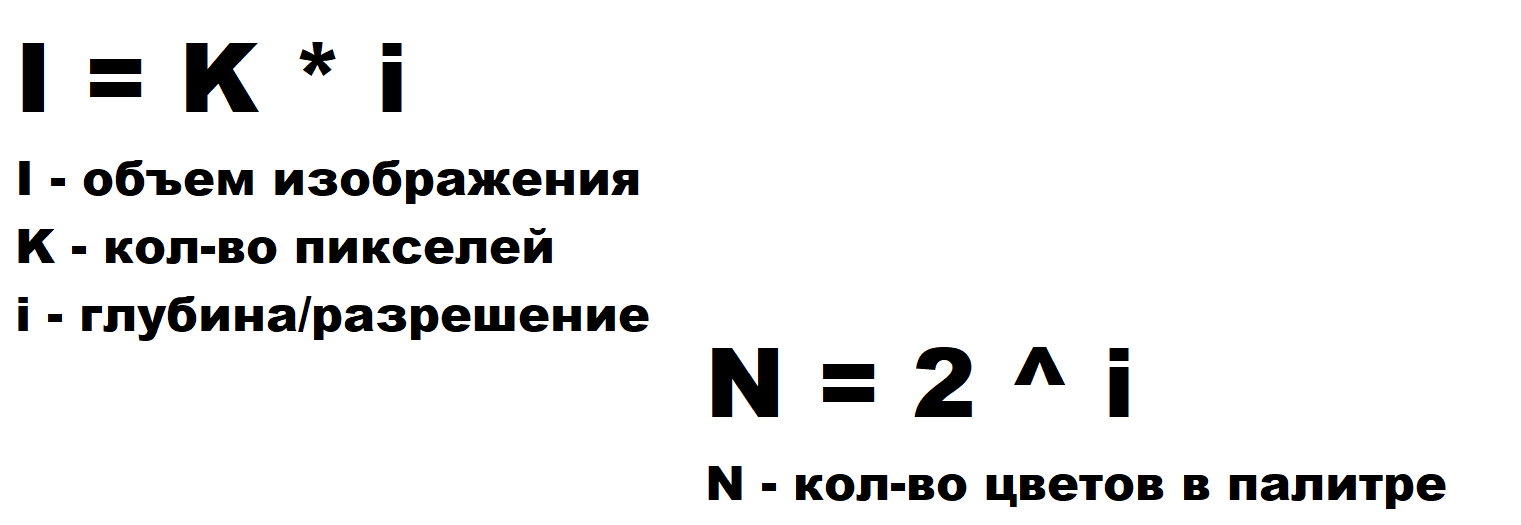 I = K * i
I - объем изображения
K - кол-во пикселей
i - глубина/разрешение
N = 2 ^ i
N - кол-во цветов в палитре